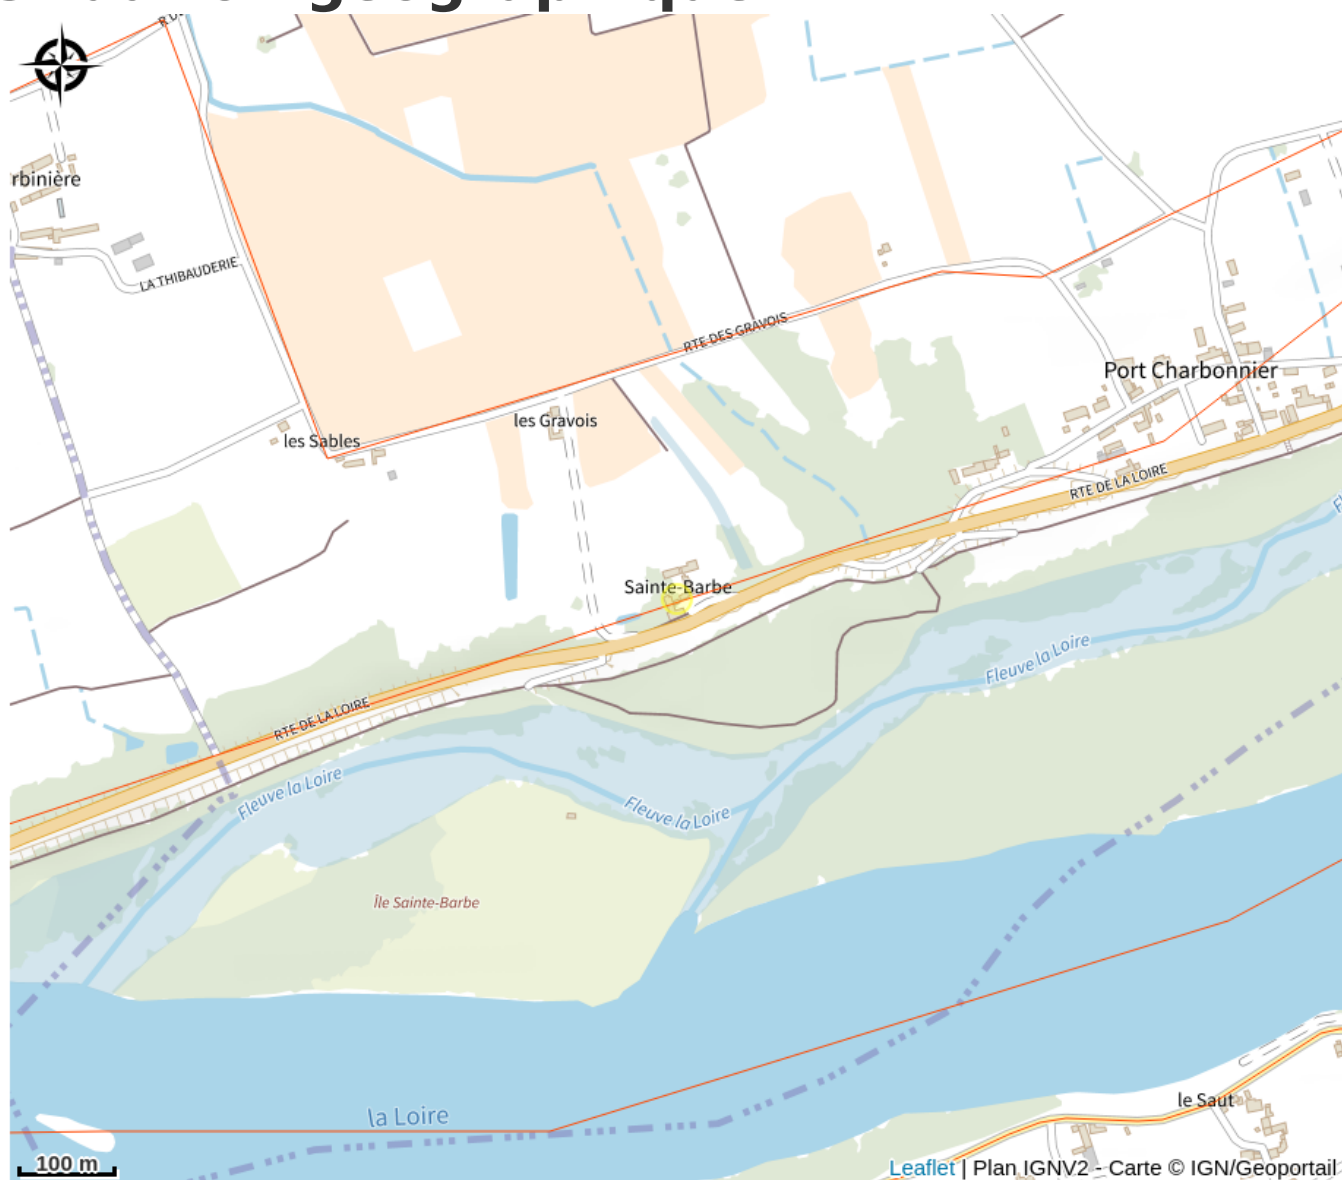 rbinière
LA THIBAUDERIE
RTE DES GRAVOIS
Port Charbonnier
les Gravois
les Sables
RTE DE LA LOIRE
Sainte-Barbe
Fleuve la Loire
RTE DE LA LOIRE
Fleuve la Loire
Fleuve la Loire
Île Sainte-Barbe
le Saut
la Loire
100 m
Leaflet | Plan IGNV2 - Carte © IGN/Geoportail